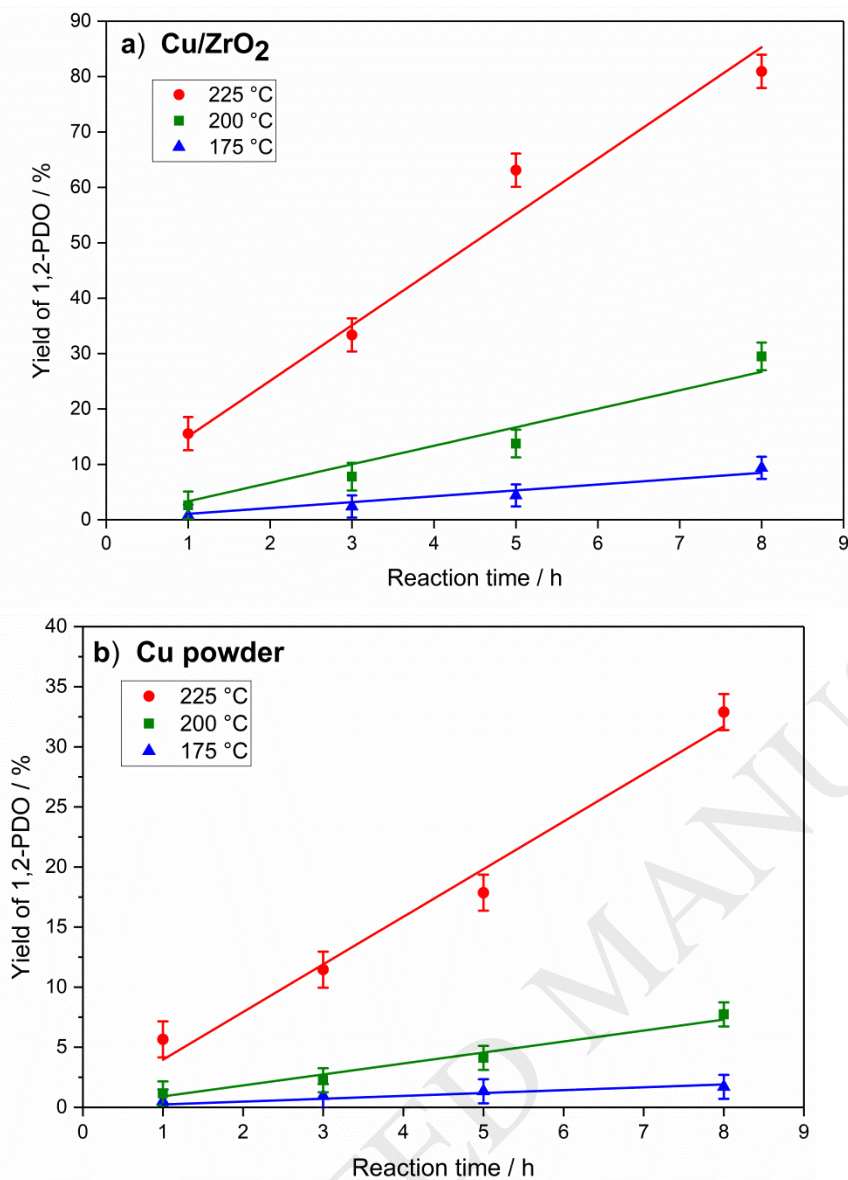 a) Cu/ZrO2
225 °C
200 °C
175 °C
Yield of 1,2-PDO / %
90
80
70
60
50
40
30
20
10
0
0 1 2 3 4 5 6 7 8 9
Reaction time / h
b) Cu powder
225 °C
200 °C
175 °C
Yield of 1,2-PDO / %
40
35
30
25
20
15
10
5
0
0 1 2 3 4 5 6 7 8 9
Reaction time / h
TED MANU